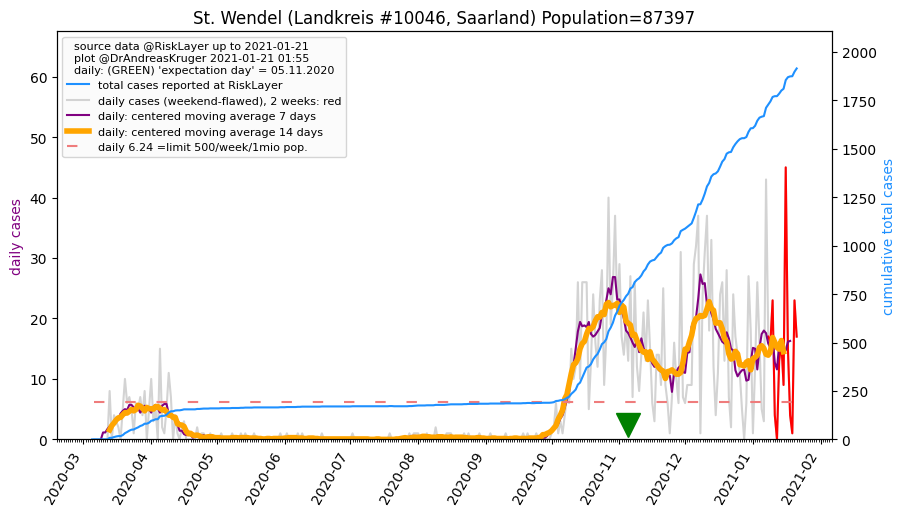 St. Wendel (Landkreis #10046, Saarland) Population=87397
source data @RiskLayer up to 2021-01-21
plot @DrAndreasKruger 2021-01-21 01:55
daily: (GREEN) 'expectation day' = 05.11.2020
total cases reported at RiskLayer
daily cases (weekend-flawed), 2 weeks: red
daily: centered moving average 7 days
daily: centered moving average 14 days
daily 6.24 =limit 500/week/1mio pop.
daily cases
60
50
40
30
20
10
0
cumulative total cases
2000
1750
1500
1250
1000
750
500
250
0
2020-03
2020-04
2020-05
2020-06
2020-07
2020-08
2020-09
2020-10
2020-11
2020-12
2021-01
2021-02